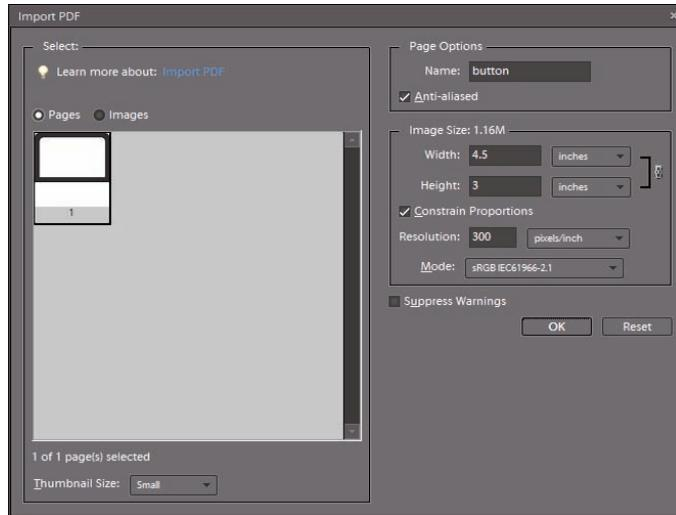 Import PDF
Select:
Learn more about: Import PDF
Pages Images
1
1 of 1 page(s) selected
Thumbnail Size: Small
Page Options
Name: button
Anti-aliased
Image Size: 1.16M
Width: 4.5 inches
Height: 3 inches
Constrain Proportions
Resolution: 300 pixels/inch
Mode: sRGB IEC61966-2.1
Suppress Warnings
OK Reset